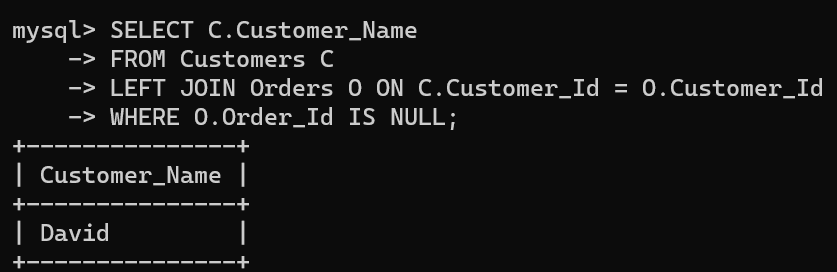 mysql> SELECT C.Customer_Name
    -> FROM Customers C
    -> LEFT JOIN Orders O ON C.Customer_Id = O.Customer_Id
    -> WHERE O.Order_Id IS NULL;
+---------------+
| Customer_Name |
+---------------+
| David         |
+---------------+